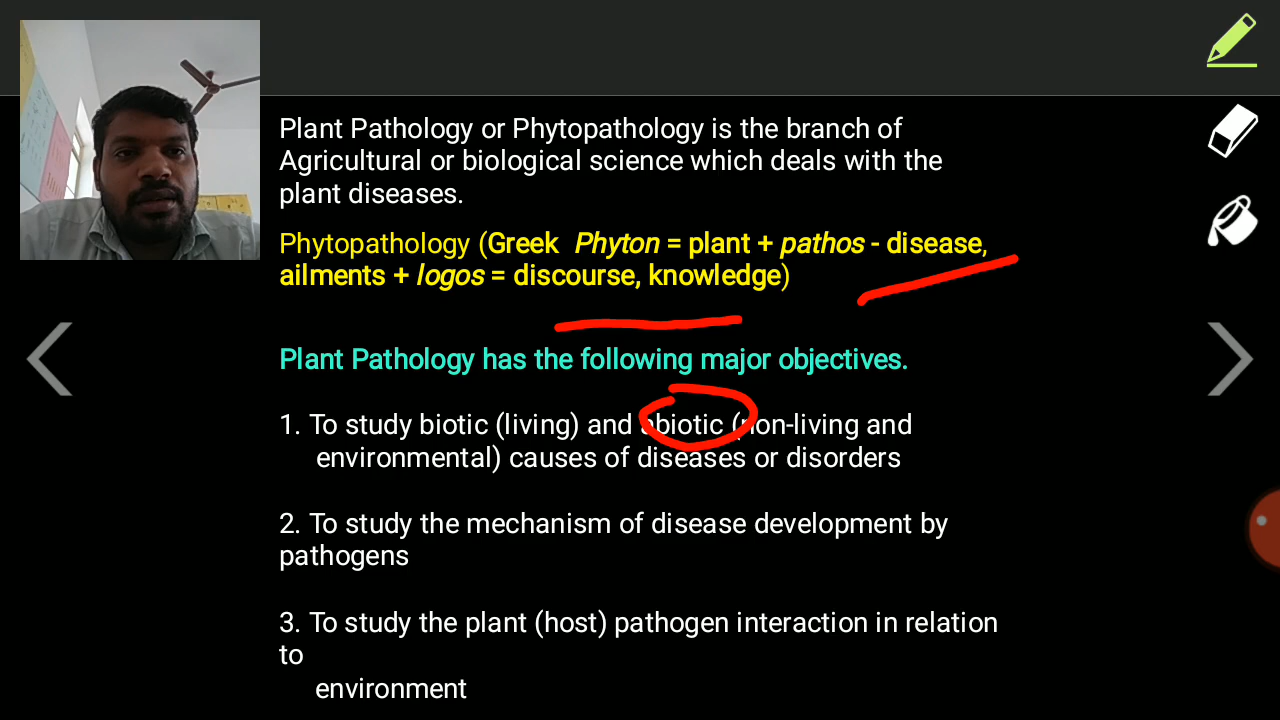 Plant Pathology or Phytopathology is the branch of
Agricultural or biological science which deals with the
plant diseases.
Phytopathology (Greek Phyton = plant + pathos - disease,
ailments + logos = discourse, knowledge)
Plant Pathology has the following major objectives.
1. To study biotic (living) and abiotic (non-living and
environmental) causes of diseases or disorders
2. To study the mechanism of disease development by
pathogens
3. To study the plant (host) pathogen interaction in relation
to
environment